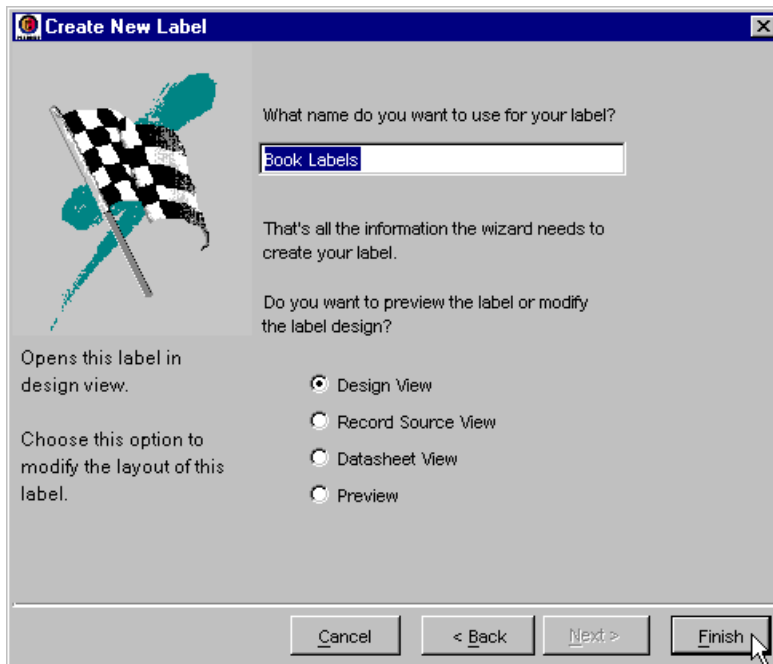 Create New Label
What name do you want to use for your label?
Book Labels
That's all the information the wizard needs to
create your label.
Do you want to preview the label or modify
the label design?
Opens this label in
design view.
Choose this option to
modify the layout of this
label.
Design View
Record Source View
Datasheet View
Preview
Cancel
< Back
Next >
Finish